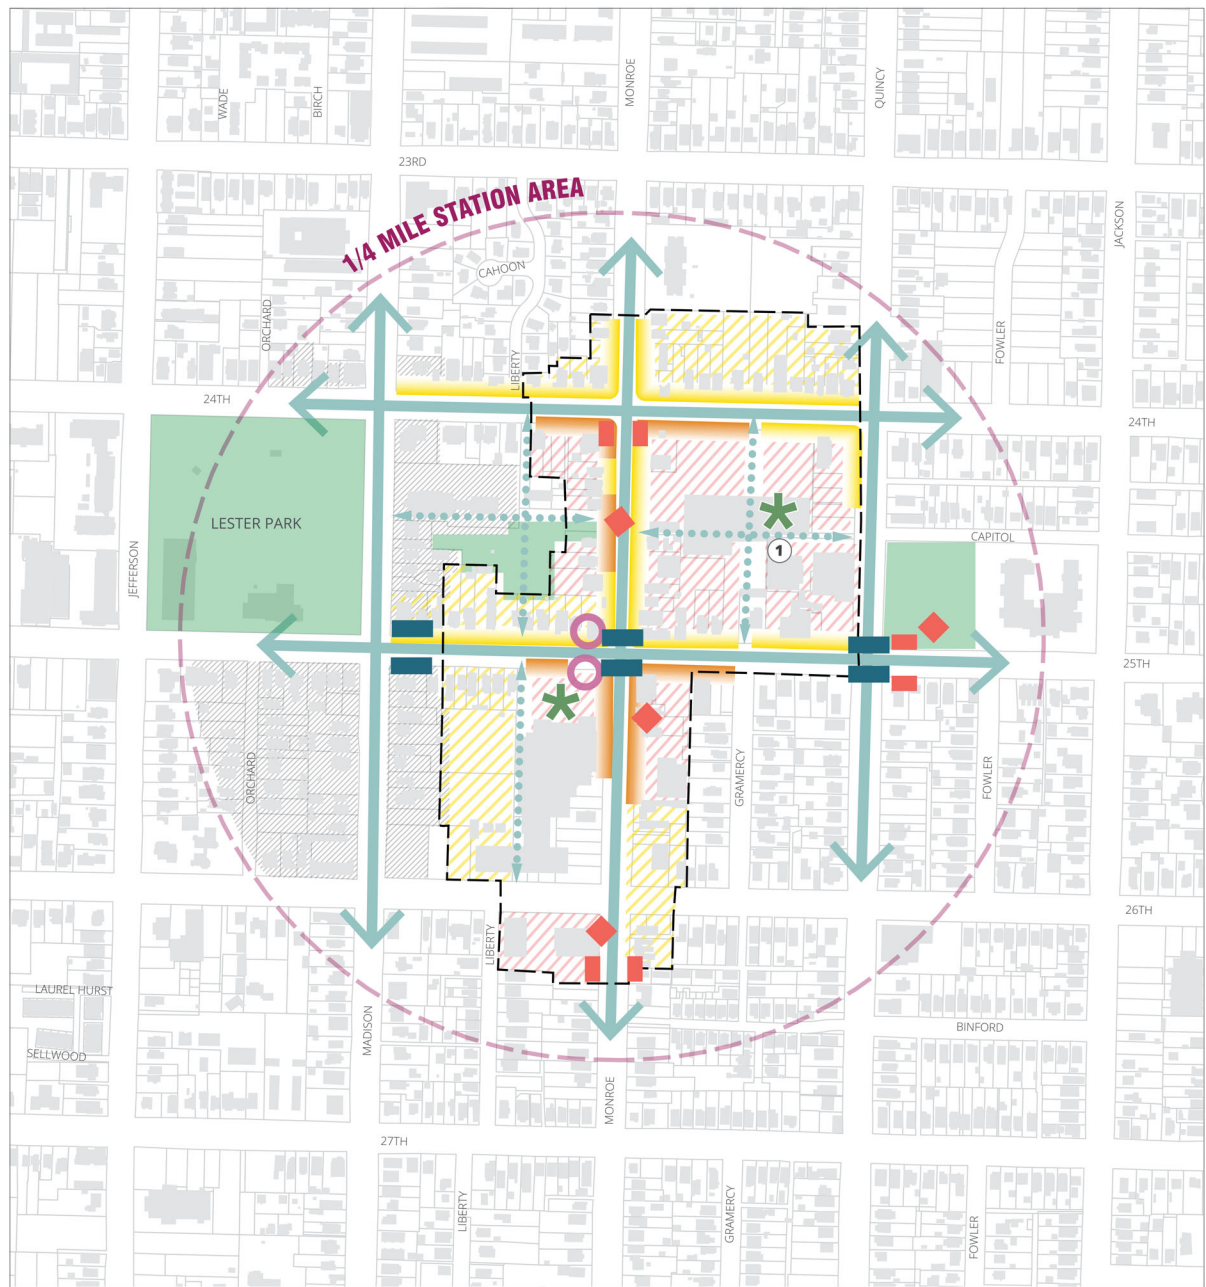 WADE
BIRCH
MONROE
QUINCY
23RD
1/4 MILE STATION AREA
JACKSON
CAHOON
ORCHARD
LIBERTY
FOWLER
24TH
24TH
LESTER PARK
JEFFERSON
CAPITOL
1
25TH
ORCHARD
GRAMERCY
FOWLER
26TH
LIBERTY
LAUREL HURST
SELLWOOD
MADISON
BINFORD
MONROE
27TH
LIBERTY
GRAMERCY
FOWLER